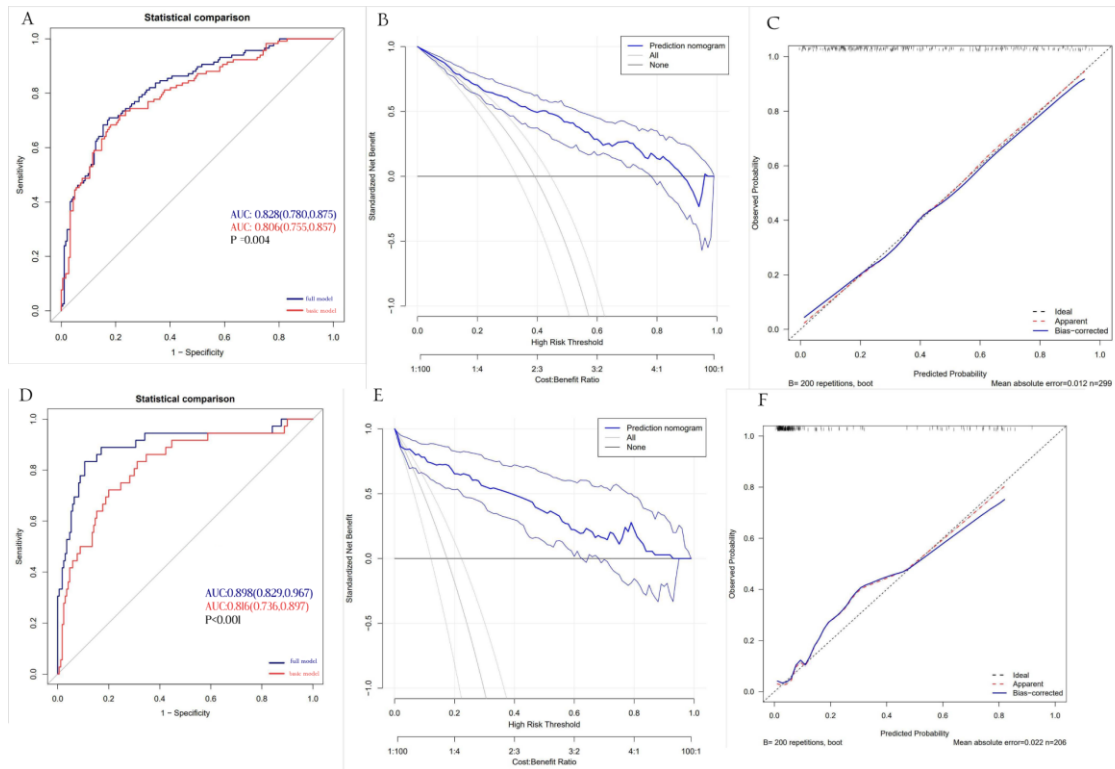 A
Statistical comparison
Sensitivity
1.0
0.8
0.6
0.4
0.2
0.0
AUC: 0.828(0.780,0.875)
AUC: 0.806(0.755,0.857)
P =0.004
full model
basic model
0.0 0.2 0.4 0.6 0.8 1.0
1 − Specificity
B
Prediction nomogram
All
None
Standardized Net Benefit
1.0
0.5
0.0
−0.5
−1.0
0.0 0.2 0.4 0.6 0.8 1.0
High Risk Threshold
1:100 1:4 2:3 3:2 4:1 100:1
Cost:Benefit Ratio
C
Observed Probability
1.0
0.8
0.6
0.4
0.2
0.0
Ideal
Apparent
Bias−corrected
0.0 0.2 0.4 0.6 0.8 1.0
Predicted Probability
B= 200 repetitions, boot
Mean absolute error=0.012 n=299
D
Statistical comparison
Sensitivity
1.0
0.8
0.6
0.4
0.2
0.0
AUC:0.898(0.829,0.967)
AUC:0.816(0.736,0.897)
P<0.001
full model
basic model
0.0 0.2 0.4 0.6 0.8 1.0
1 − Specificity
E
Prediction nomogram
All
None
Standardized Net Benefit
1.0
0.5
0.0
−0.5
−1.0
0.0 0.2 0.4 0.6 0.8 1.0
High Risk Threshold
1:100 1:4 2:3 3:2 4:1 100:1
Cost:Benefit Ratio
F
Observed Probability
1.0
0.8
0.6
0.4
0.2
0.0
Ideal
Apparent
Bias−corrected
0.0 0.2 0.4 0.6 0.8 1.0
Predicted Probability
B= 200 repetitions, boot
Mean absolute error=0.022 n=206